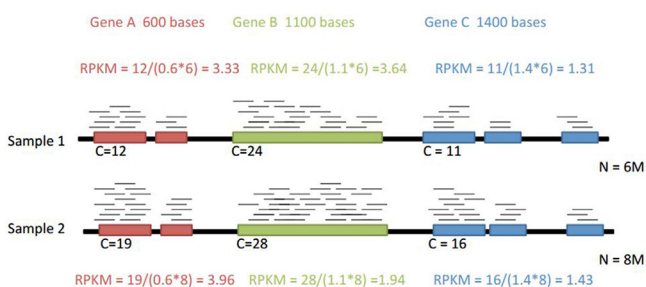 Gene A 600 bases Gene B 1100 bases Gene C 1400 bases
RPKM = 12/(0.6*6) = 3.33 RPKM = 24/(1.1*6) =3.64 RPKM = 11/(1.4*6) = 1.31
Sample 1
C=12 C=24 C = 11
N = 6M
Sample 2
C=19 C=28 C = 16
N = 8M
RPKM = 19/(0.6*8) = 3.96 RPKM = 28/(1.1*8) =1.94 RPKM = 16/(1.4*8) = 1.43